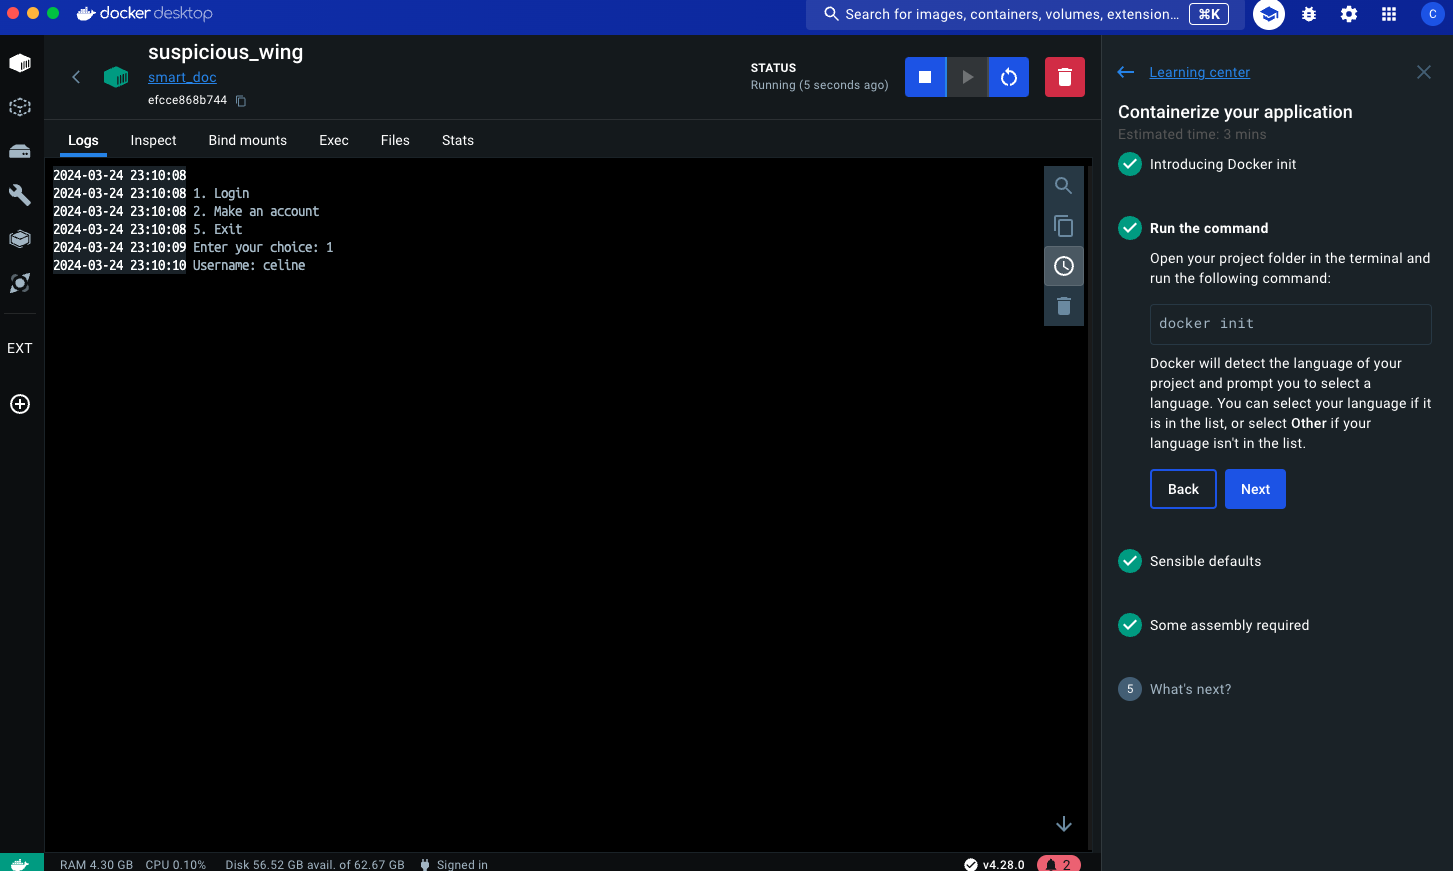 docker desktop
Search for images, containers, volumes, extension...
⌘K
C
suspicious_wing
smart_doc
efcce868b744
STATUS
Running (5 seconds ago)
Logs
Inspect
Bind mounts
Exec
Files
Stats
2024-03-24 23:10:08
2024-03-24 23:10:08 1. Login
2024-03-24 23:10:08 2. Make an account
2024-03-24 23:10:08 5. Exit
2024-03-24 23:10:09 Enter your choice: 1
2024-03-24 23:10:10 Username: celine
EXT
Learning center
Containerize your application
Estimated time: 3 mins
Introducing Docker init
Run the command
Open your project folder in the terminal and
run the following command:
docker init
Docker will detect the language of your
project and prompt you to select a
language. You can select your language if it
is in the list, or select Other if your
language isn't in the list.
Back
Next
Sensible defaults
Some assembly required
5 What's next?
RAM 4.30 GB CPU 0.10% Disk 56.52 GB avail. of 62.67 GB Signed in
v4.28.0
2